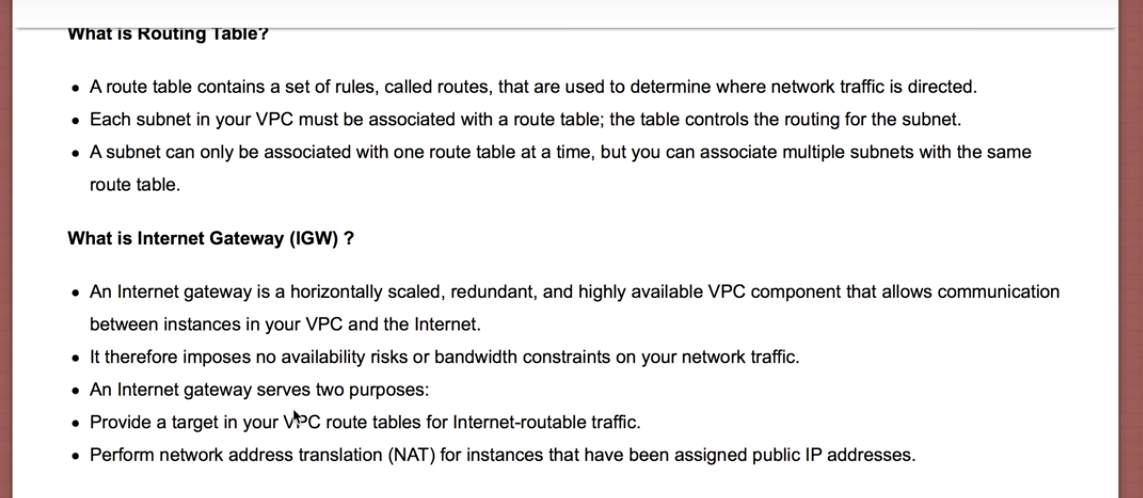 What is Routing Table?
• A route table contains a set of rules, called routes, that are used to determine where network traffic is directed.
• Each subnet in your VPC must be associated with a route table; the table controls the routing for the subnet.
• A subnet can only be associated with one route table at a time, but you can associate multiple subnets with the same
route table.
What is Internet Gateway (IGW) ?
• An Internet gateway is a horizontally scaled, redundant, and highly available VPC component that allows communication
between instances in your VPC and the Internet.
• It therefore imposes no availability risks or bandwidth constraints on your network traffic.
• An Internet gateway serves two purposes:
• Provide a target in your VPC route tables for Internet-routable traffic.
• Perform network address translation (NAT) for instances that have been assigned public IP addresses.